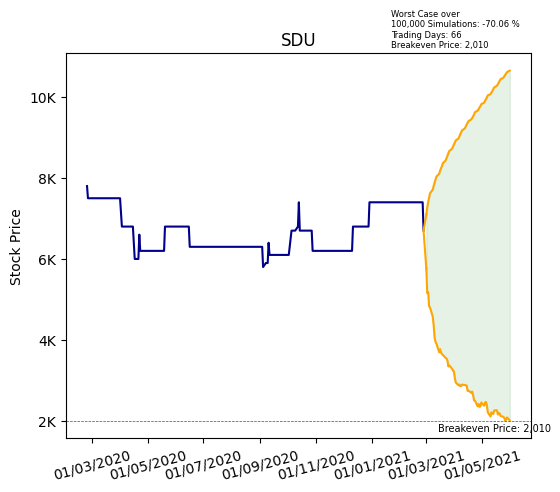 Worst Case over
100,000 Simulations: -70.06 %
Trading Days: 66
Breakeven Price: 2,010
SDU
Stock Price
10K
8K
6K
4K
2K
Breakeven Price: 2,010
01/03/2020
01/05/2020
01/07/2020
01/09/2020
01/11/2020
01/01/2021
01/03/2021
01/05/2021